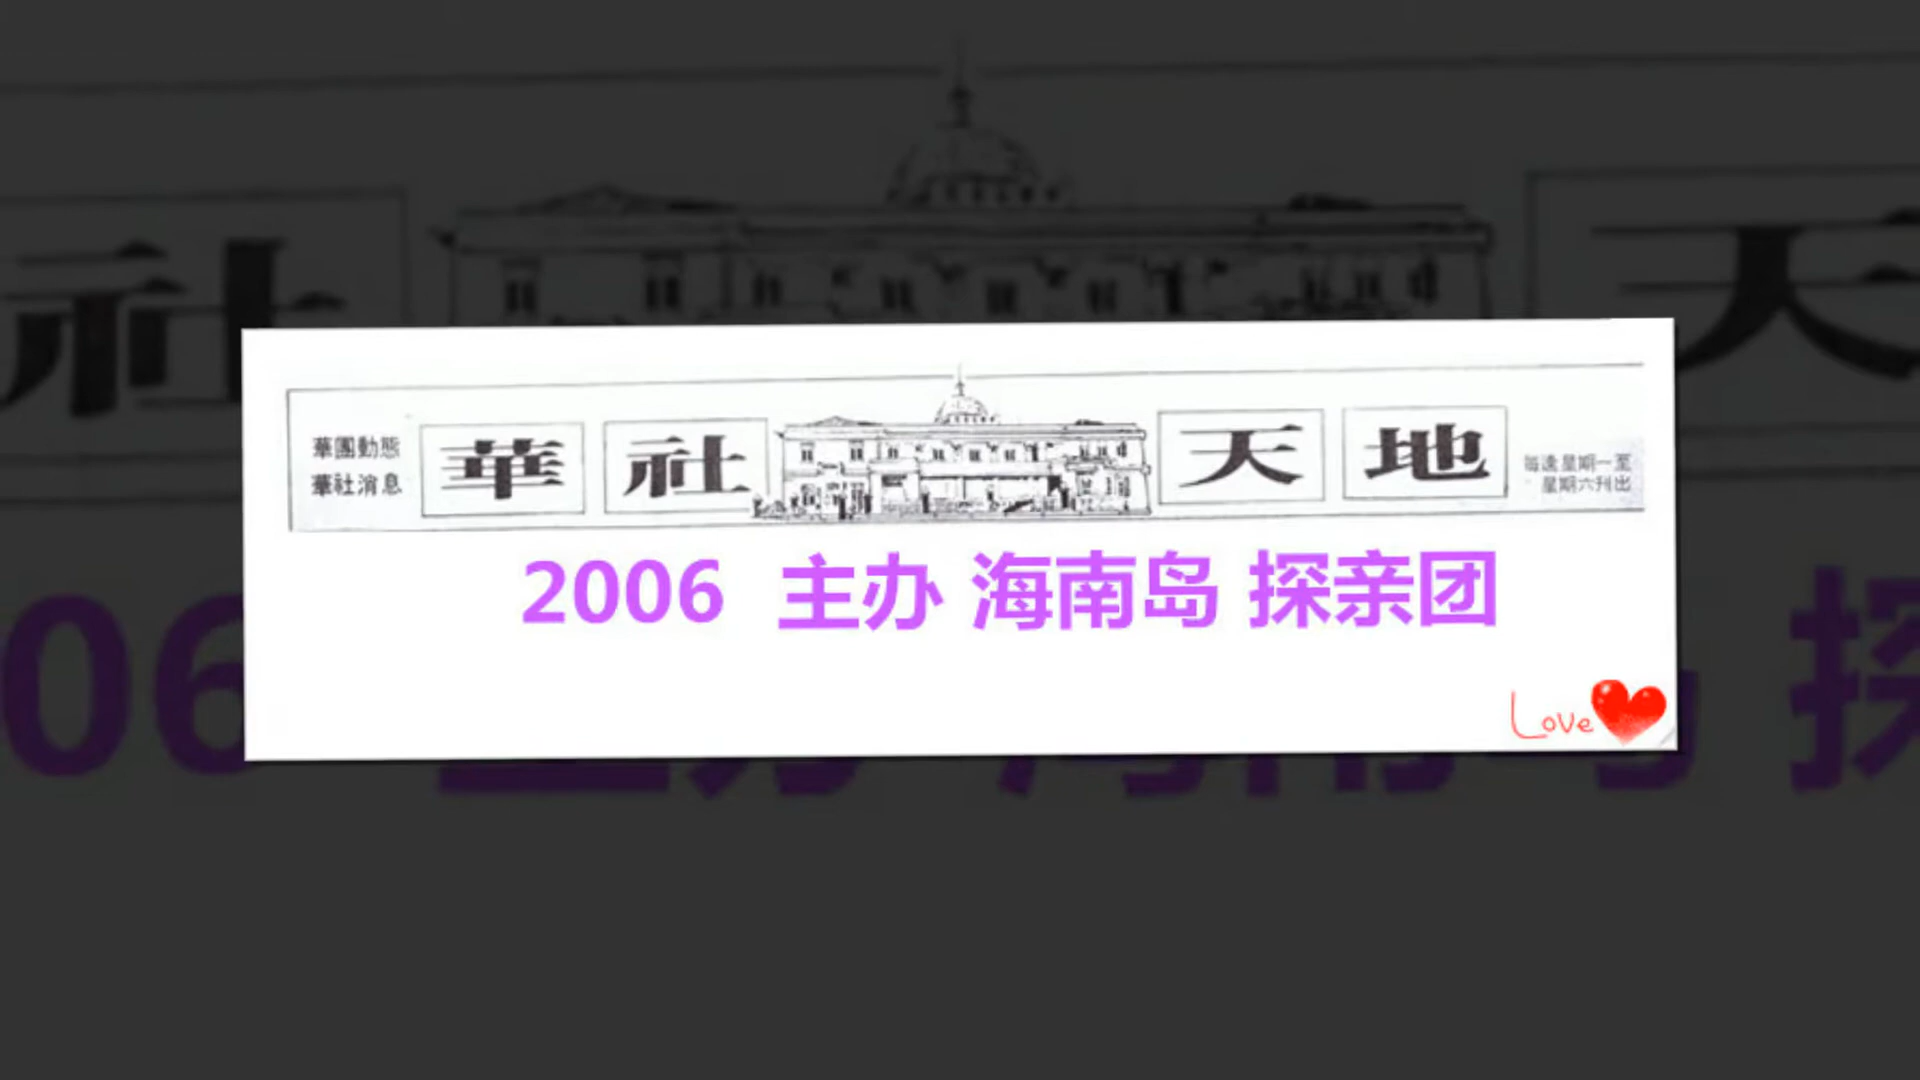 華團動態
華社消息
華社天地
每逢星期一至
星期六刊出
2006 主办 海南岛 探亲团
Love